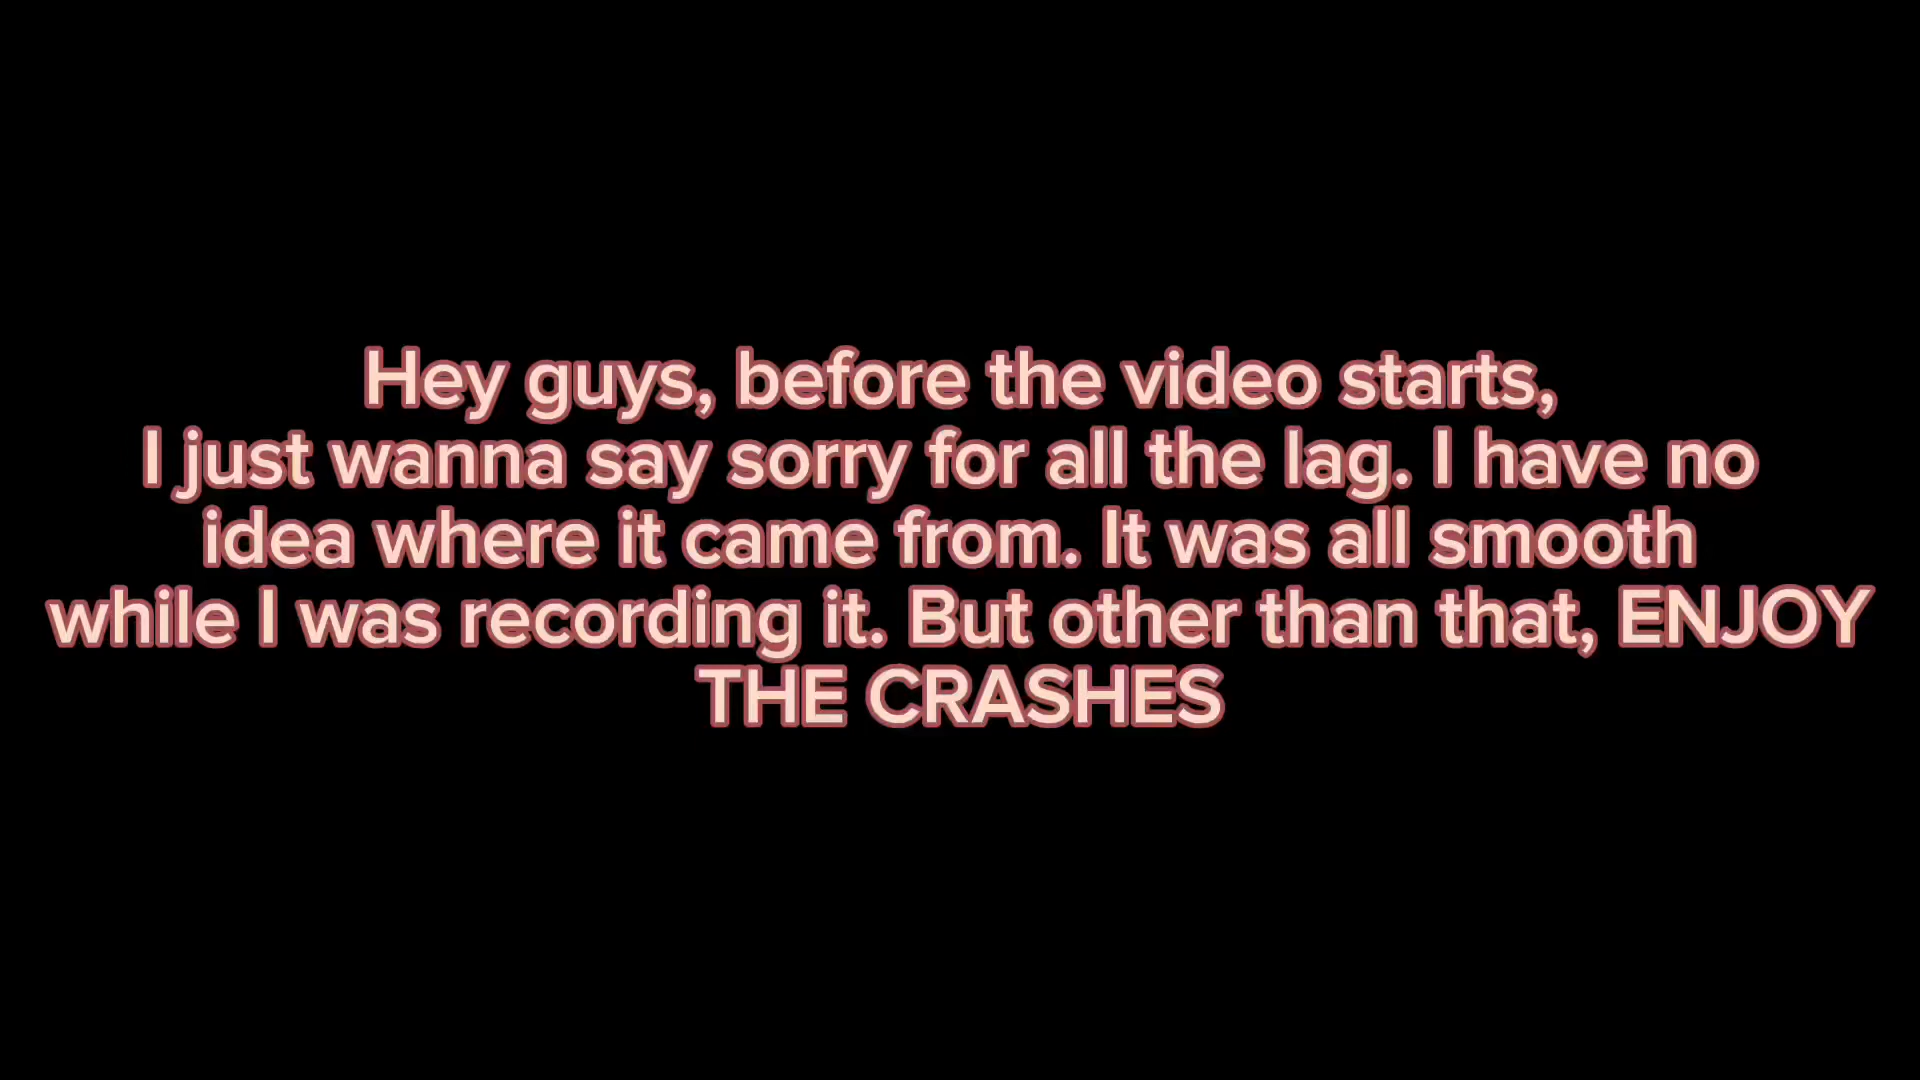 Hey guys, before the video starts,
I just wanna say sorry for all the lag. I have no
idea where it came from. It was all smooth
while I was recording it. But other than that, ENJOY
THE CRASHES